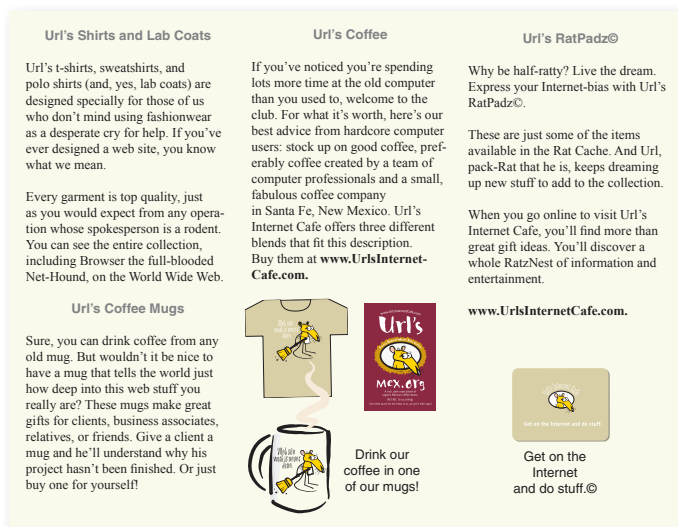 Url's Shirts and Lab Coats
Url's t-shirts, sweatshirts, and
polo shirts (and, yes, lab coats) are
designed specially for those of us
who don't mind using fashionwear
as a desperate cry for help. If you've
ever designed a web site, you know
what we mean.
Every garment is top quality, just
as you would expect from any opera-
tion whose spokesperson is a rodent.
You can see the entire collection,
including Browser the full-blooded
Net-Hound, on the World Wide Web.
Url's Coffee Mugs
Sure, you can drink coffee from any
old mug. But wouldn't it be nice to
have a mug that tells the world just
how deep into this web stuff you
really are? These mugs make great
gifts for clients, business associates,
relatives, or friends. Give a client a
mug and he'll understand why his
project hasn't been finished. Or just
buy one for yourself!
Url's Coffee
If you've noticed you're spending
lots more time at the old computer
than you used to, welcome to the
club. For what it's worth, here's our
best advice from hardcore computer
users: stock up on good coffee, pref-
erably coffee created by a team of
computer professionals and a small,
fabulous coffee company
in Santa Fe, New Mexico. Url's
Internet Cafe offers three different
blends that fit this description.
Buy them at www.UrlsInternet-
Cafe.com.
Url's
Mex.org
Drink our
coffee in one
of our mugs!
Url's RatPadz©
Why be half-ratty? Live the dream.
Express your Internet-bias with Url's
RatPadz©.
These are just some of the items
available in the Rat Cache. And Url,
pack-Rat that he is, keeps dreaming
up new stuff to add to the collection.
When you go online to visit Url's
Internet Cafe, you'll find more than
great gift ideas. You'll discover a
whole RatzNest of information and
entertainment.
www.UrlsInternetCafe.com.
Url's Internet Cafe
Get on the Internet and do stuff.
Get on the
Internet
and do stuff.©